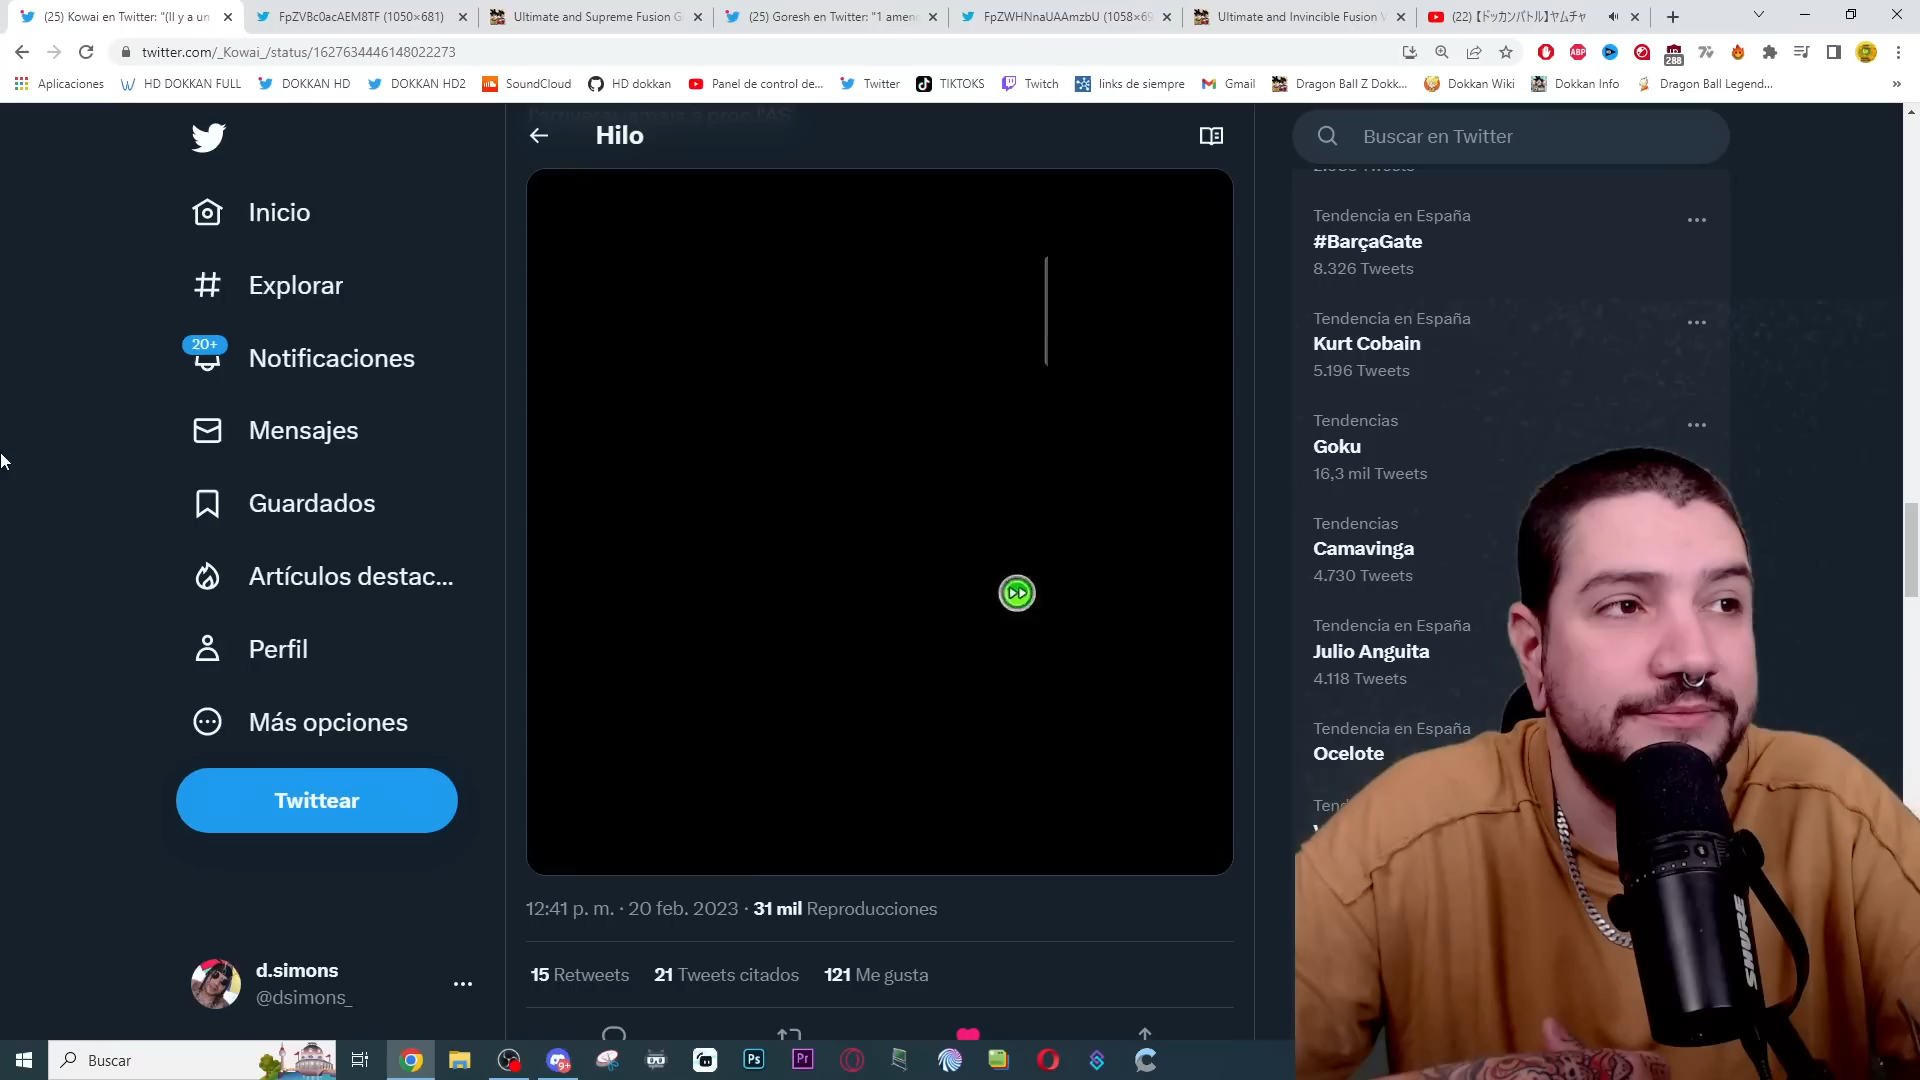 (25) Kowai en Twitter: "(Il y a un
FpZVBc0acAEM8TF (1050×681)
Ultimate and Supreme Fusion G
(25) Goresh en Twitter: "1 amen
FpZWHNnaUAAmzbU (1058×69
Ultimate and Invincible Fusion V
(22) 【ドッカンバトル】ヤムチャ
twitter.com/_Kowai_/status/1627634446148022273
ABP
288
Aplicaciones
HD DOKKAN FULL
DOKKAN HD
DOKKAN HD2
SoundCloud
HD dokkan
Panel de control de...
Twitter
TIKTOKS
Twitch
links de siempre
Gmail
Dragon Ball Z Dokk...
Dokkan Wiki
Dokkan Info
Dragon Ball Legend...
»
Inicio
Explorar
20+
Notificaciones
Mensajes
Guardados
Artículos destac...
Perfil
Más opciones
Twittear
d.simons
@dsimons_
Hilo
12:41 p. m. · 20 feb. 2023 · 31 mil Reproducciones
15 Retweets 21 Tweets citados 121 Me gusta
Buscar en Twitter
Tendencia en España
#BarçaGate
8.326 Tweets
Tendencia en España
Kurt Cobain
5.196 Tweets
Tendencias
Goku
16,3 mil Tweets
Tendencias
Camavinga
4.730 Tweets
Tendencia en España
Julio Anguita
4.118 Tweets
Tendencia en España
Ocelote
SHURE
Buscar
9+
Ps
Pr